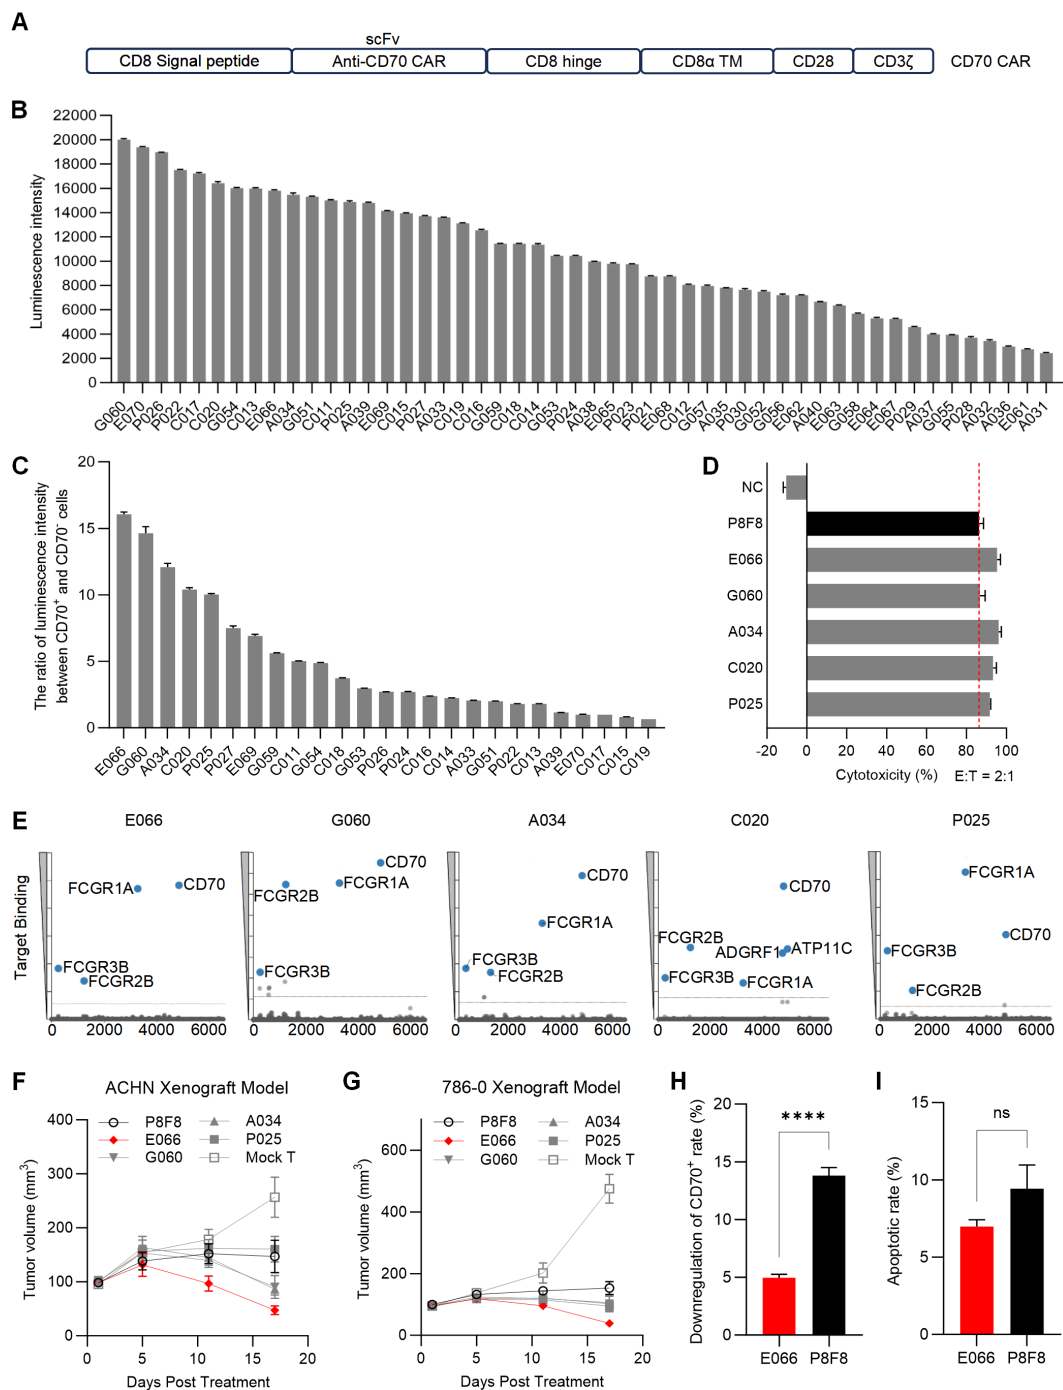 A
scFv
CD8 Signal peptide Anti-CD70 CAR CD8 hinge CD8α TM CD28 CD3ζ CD70 CAR
B
Luminescence intensity
22000
20000
18000
16000
14000
12000
10000
8000
6000
4000
2000
0
G060 E070 P026 P022 C017 C020 G054 C013 E066 A034 G051 C011 P025 A039 E069 C015 P027 A033 C019 C016 G059 C018 C014 G053 P024 A038 E065 P023 P021 E068 C012 G057 A035 P030 G052 G056 E062 A040 E063 G058 E064 E067 P029 A037 G055 P028 A032 A036 E061 A031
C
The ratio of luminescence intensity
between CD70⁺ and CD70⁻ cells
20
15
10
5
0
E066 G060 A034 C020 P025 P027 E069 G059 C011 G054 C018 G053 P026 P024 C016 C014 A033 G051 P022 C013 A039 E070 C017 C015 C019
D
NC
P8F8
E066
G060
A034
C020
P025
-20 0 20 40 60 80 100
Cytotoxicity (%) E:T = 2:1
E
Target Binding
E066
FCGR1A CD70
FCGR3B
FCGR2B
0 2000 4000 6000
G060
CD70
FCGR2B FCGR1A
FCGR3B
0 2000 4000 6000
A034
CD70
FCGR1A
FCGR3B
FCGR2B
0 2000 4000 6000
C020
CD70
FCGR2B
ADGRF1 ATP11C
FCGR3B FCGR1A
0 2000 4000 6000
P025
FCGR1A
CD70
FCGR3B
FCGR2B
0 2000 4000 6000
F
ACHN Xenograft Model
Tumor volume (mm³)
400
300
200
100
0
P8F8 A034
E066 P025
G060 Mock T
0 5 10 15 20
Days Post Treatment
G
786-0 Xenograft Model
Tumor volume (mm³)
600
400
200
0
P8F8 A034
E066 P025
G060 Mock T
0 5 10 15 20
Days Post Treatment
H
Downregulation of CD70⁺ rate (%)
20
15
10
5
0
****
E066 P8F8
I
Apoptotic rate (%)
15
10
5
0
ns
E066 P8F8